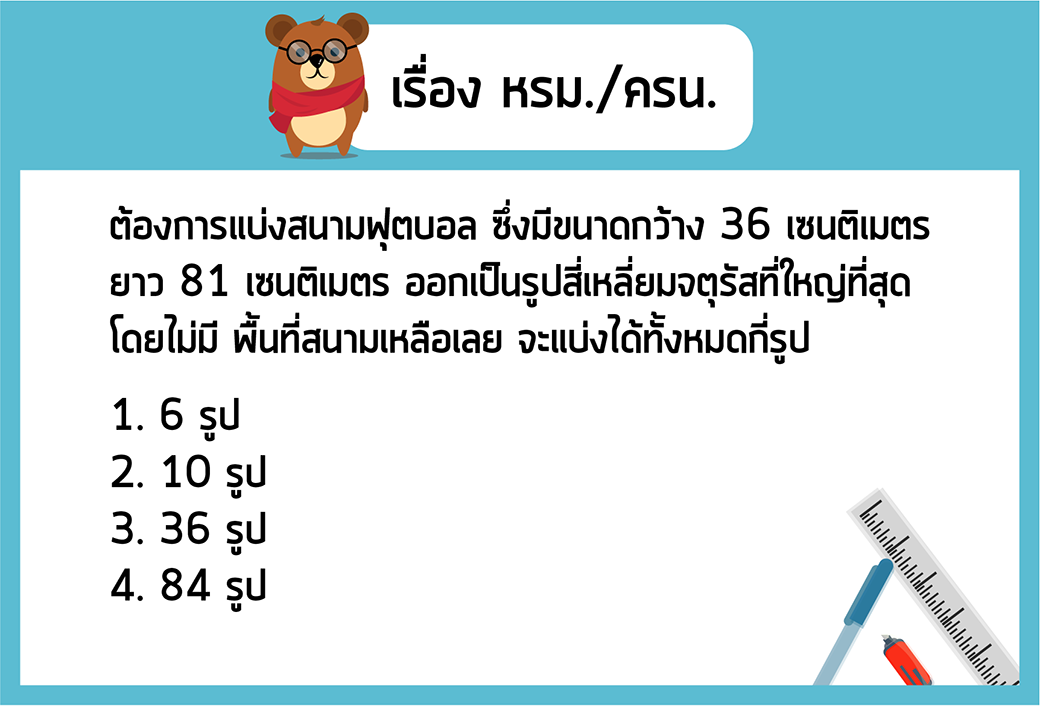 เรื่อง หรม./ครน.
ต้องการแบ่งสนามฟุตบอล ซึ่งมีขนาดกว้าง 36 เซนติเมตร
ยาว 81 เซนติเมตร ออกเป็นรูปสี่เหลี่ยมจตุรัสที่ใหญ่ที่สุด
โดยไม่มี พื้นที่สนามเหลือเลย จะแบ่งได้ทั้งหมดกี่รูป
1. 6 รูป
2. 10 รูป
3. 36 รูป
4. 84 รูป